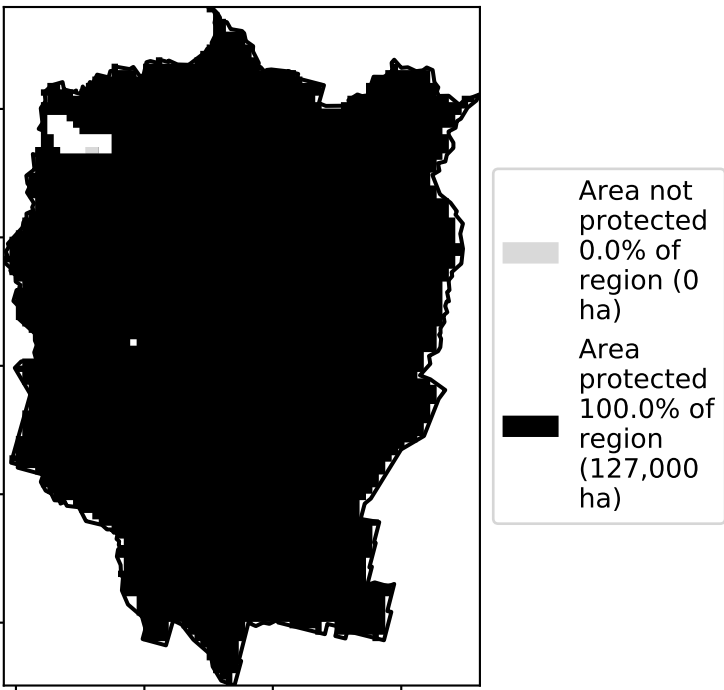 Area not
protected
0.0% of
region (0
ha)
Area
protected
100.0% of
region
(127,000
ha)